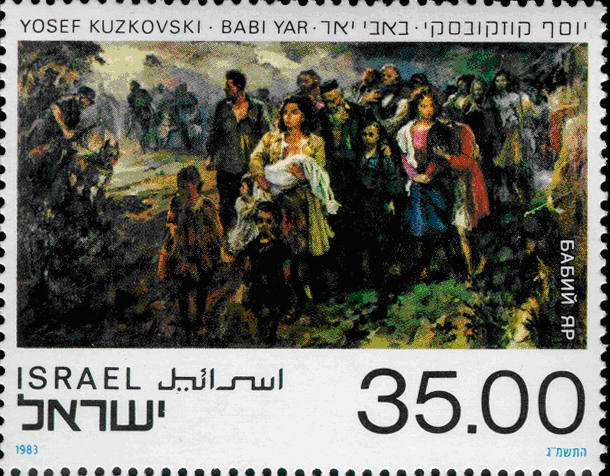 YOSEF KUZKOVSKI · BABI YAR · יוסף קוזקובסקי · באבי יאר
БАБИЙ ЯР
ISRAEL اسرائيل
ישראל
35.00
1983
התשמ"ג